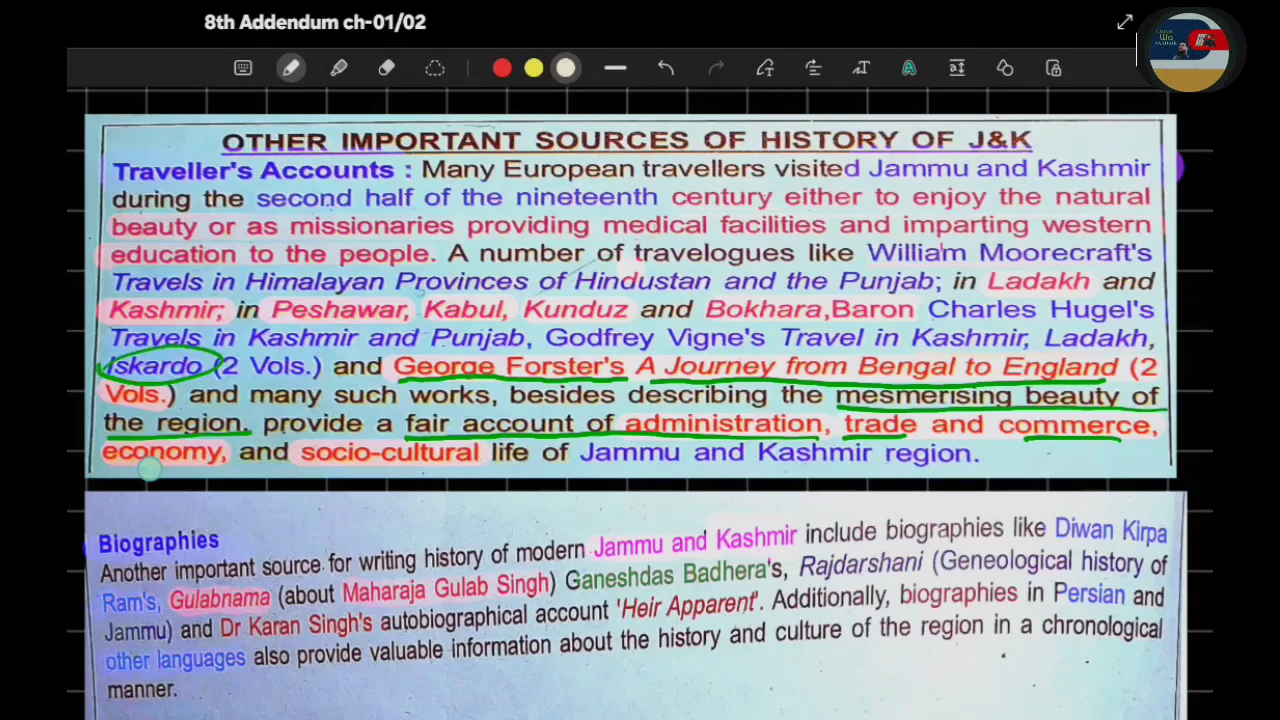 8th Addendum ch-01/02
OTHER IMPORTANT SOURCES OF HISTORY OF J&K
Traveller's Accounts : Many European travellers visited Jammu and Kashmir
during the second half of the nineteenth century either to enjoy the natural
beauty or as missionaries providing medical facilities and imparting western
education to the people. A number of travelogues like William Moorecraft's
Travels in Himalayan Provinces of Hindustan and the Punjab; in Ladakh and
Kashmir; in Peshawar, Kabul, Kunduz and Bokhara,Baron Charles Hugel's
Travels in Kashmir and Punjab, Godfrey Vigne's Travel in Kashmir, Ladakh,
Iskardo (2 Vols.) and George Forster's A Journey from Bengal to England (2
Vols.) and many such works, besides describing the mesmerising beauty of
the region. provide a fair account of administration, trade and commerce,
economy, and socio-cultural life of Jammu and Kashmir region.
Biographies
Another important source for writing history of modern Jammu and Kashmir include biographies like Diwan Kirpa
Ram's, Gulabnama (about Maharaja Gulab Singh) Ganeshdas Badhera's, Rajdarshani (Geneological history of
Jammu) and Dr Karan Singh's autobiographical account 'Heir Apparent'. Additionally, biographies in Persian and
other languages also provide valuable information about the history and culture of the region in a chronological
manner.